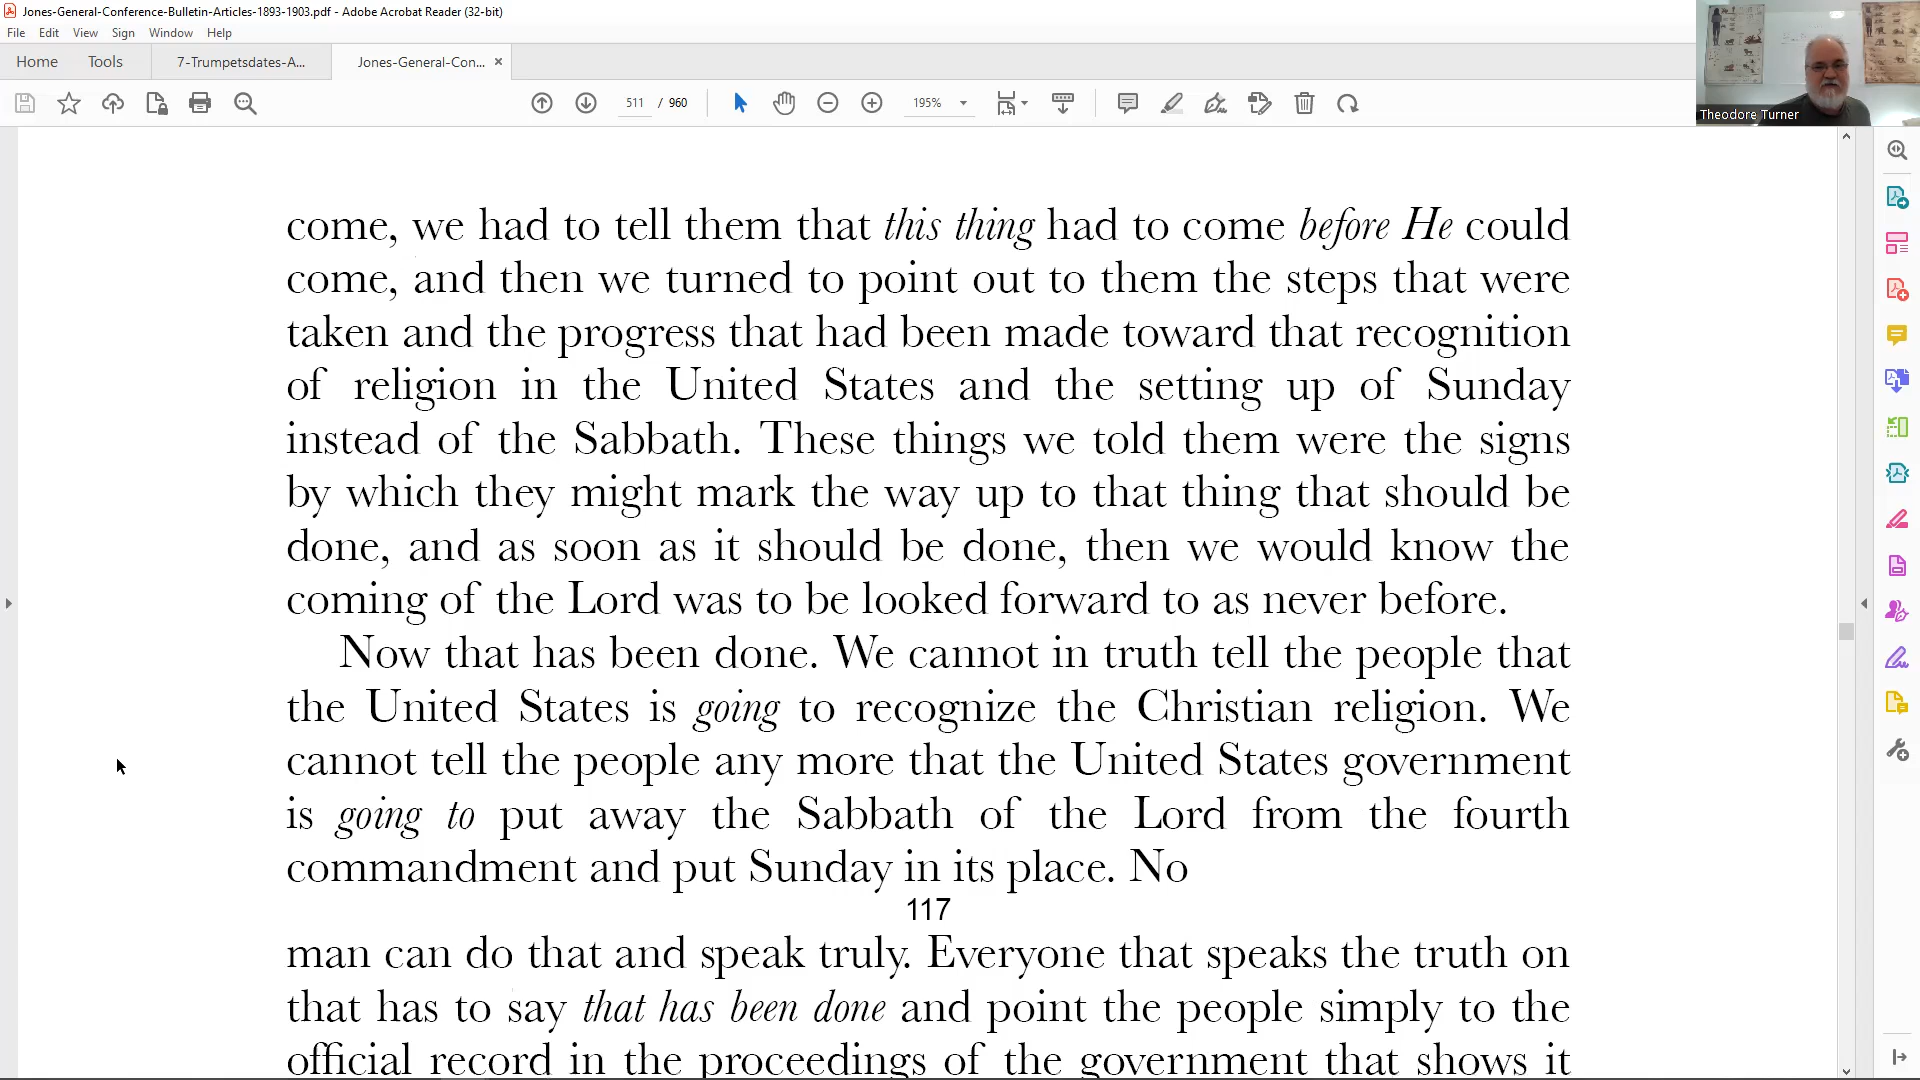 Jones-General-Conference-Bulletin-Articles-1893-1903.pdf - Adobe Acrobat Reader (32-bit)
File Edit View Sign Window Help
Home Tools 7-Trumpetsdates-A... Jones-General-Con... ×
511 / 960 195%
Theodore Turner
come, we had to tell them that this thing had to come before He could
come, and then we turned to point out to them the steps that were
taken and the progress that had been made toward that recognition
of religion in the United States and the setting up of Sunday
instead of the Sabbath. These things we told them were the signs
by which they might mark the way up to that thing that should be
done, and as soon as it should be done, then we would know the
coming of the Lord was to be looked forward to as never before.
Now that has been done. We cannot in truth tell the people that
the United States is going to recognize the Christian religion. We
cannot tell the people any more that the United States government
is going to put away the Sabbath of the Lord from the fourth
commandment and put Sunday in its place. No
117
man can do that and speak truly. Everyone that speaks the truth on
that has to say that has been done and point the people simply to the
official record in the proceedings of the government that shows it